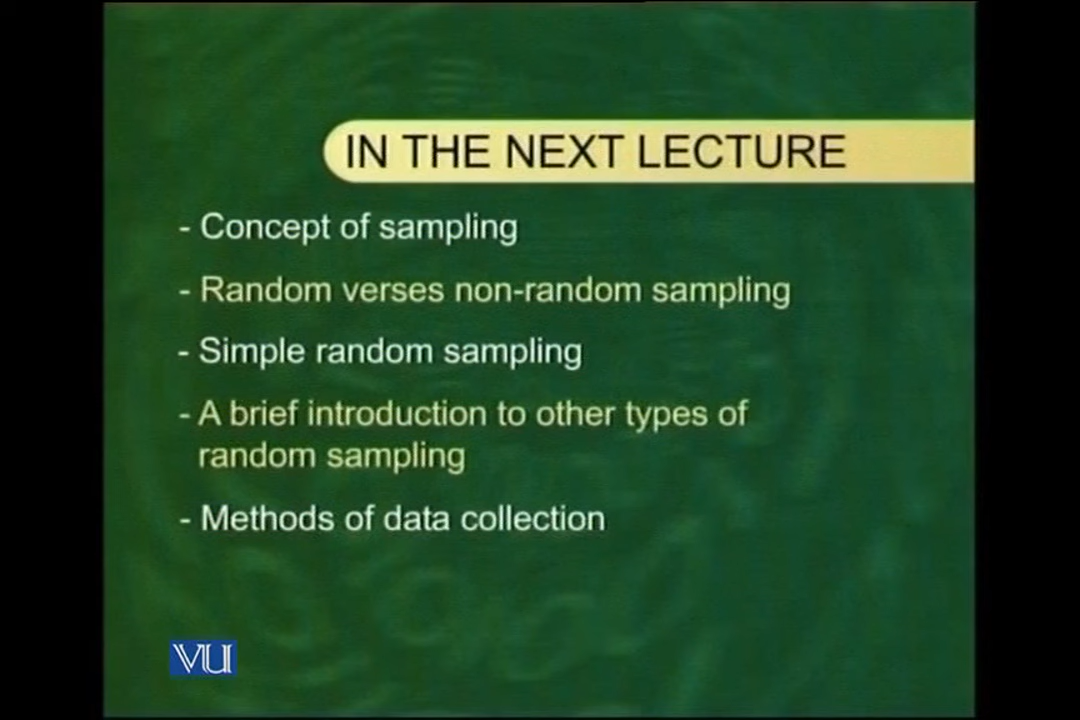 IN THE NEXT LECTURE
- Concept of sampling
- Random verses non-random sampling
- Simple random sampling
- A brief introduction to other types of
random sampling
- Methods of data collection
VU